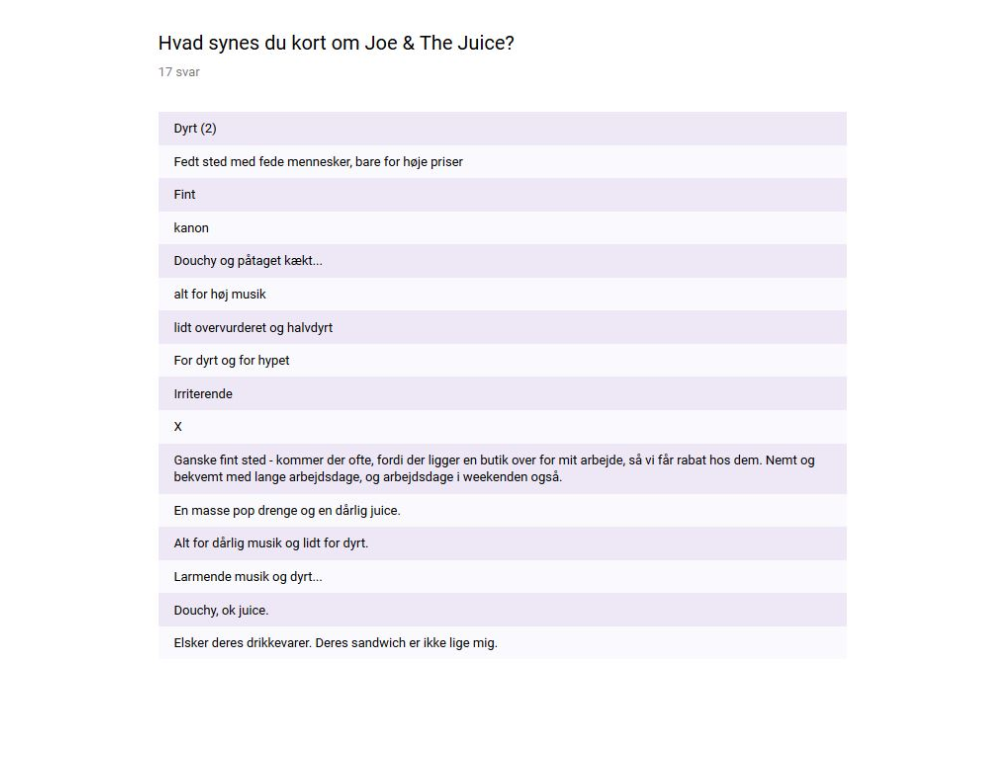 Hvad synes du kort om Joe & The Juice?
17 svar
Dyrt (2)
Fedt sted med fede mennesker, bare for høje priser
Fint
kanon
Douchy og påtaget kækt...
alt for høj musik
lidt overvurderet og halvdyrt
For dyrt og for hypet
Irriterende
X
Ganske fint sted - kommer der ofte, fordi der ligger en butik over for mit arbejde, så vi får rabat hos dem. Nemt og
bekvemt med lange arbejdsdage, og arbejdsdage i weekenden også.
En masse pop drenge og en dårlig juice.
Alt for dårlig musik og lidt for dyrt.
Larmende musik og dyrt...
Douchy, ok juice.
Elsker deres drikkevarer. Deres sandwich er ikke lige mig.